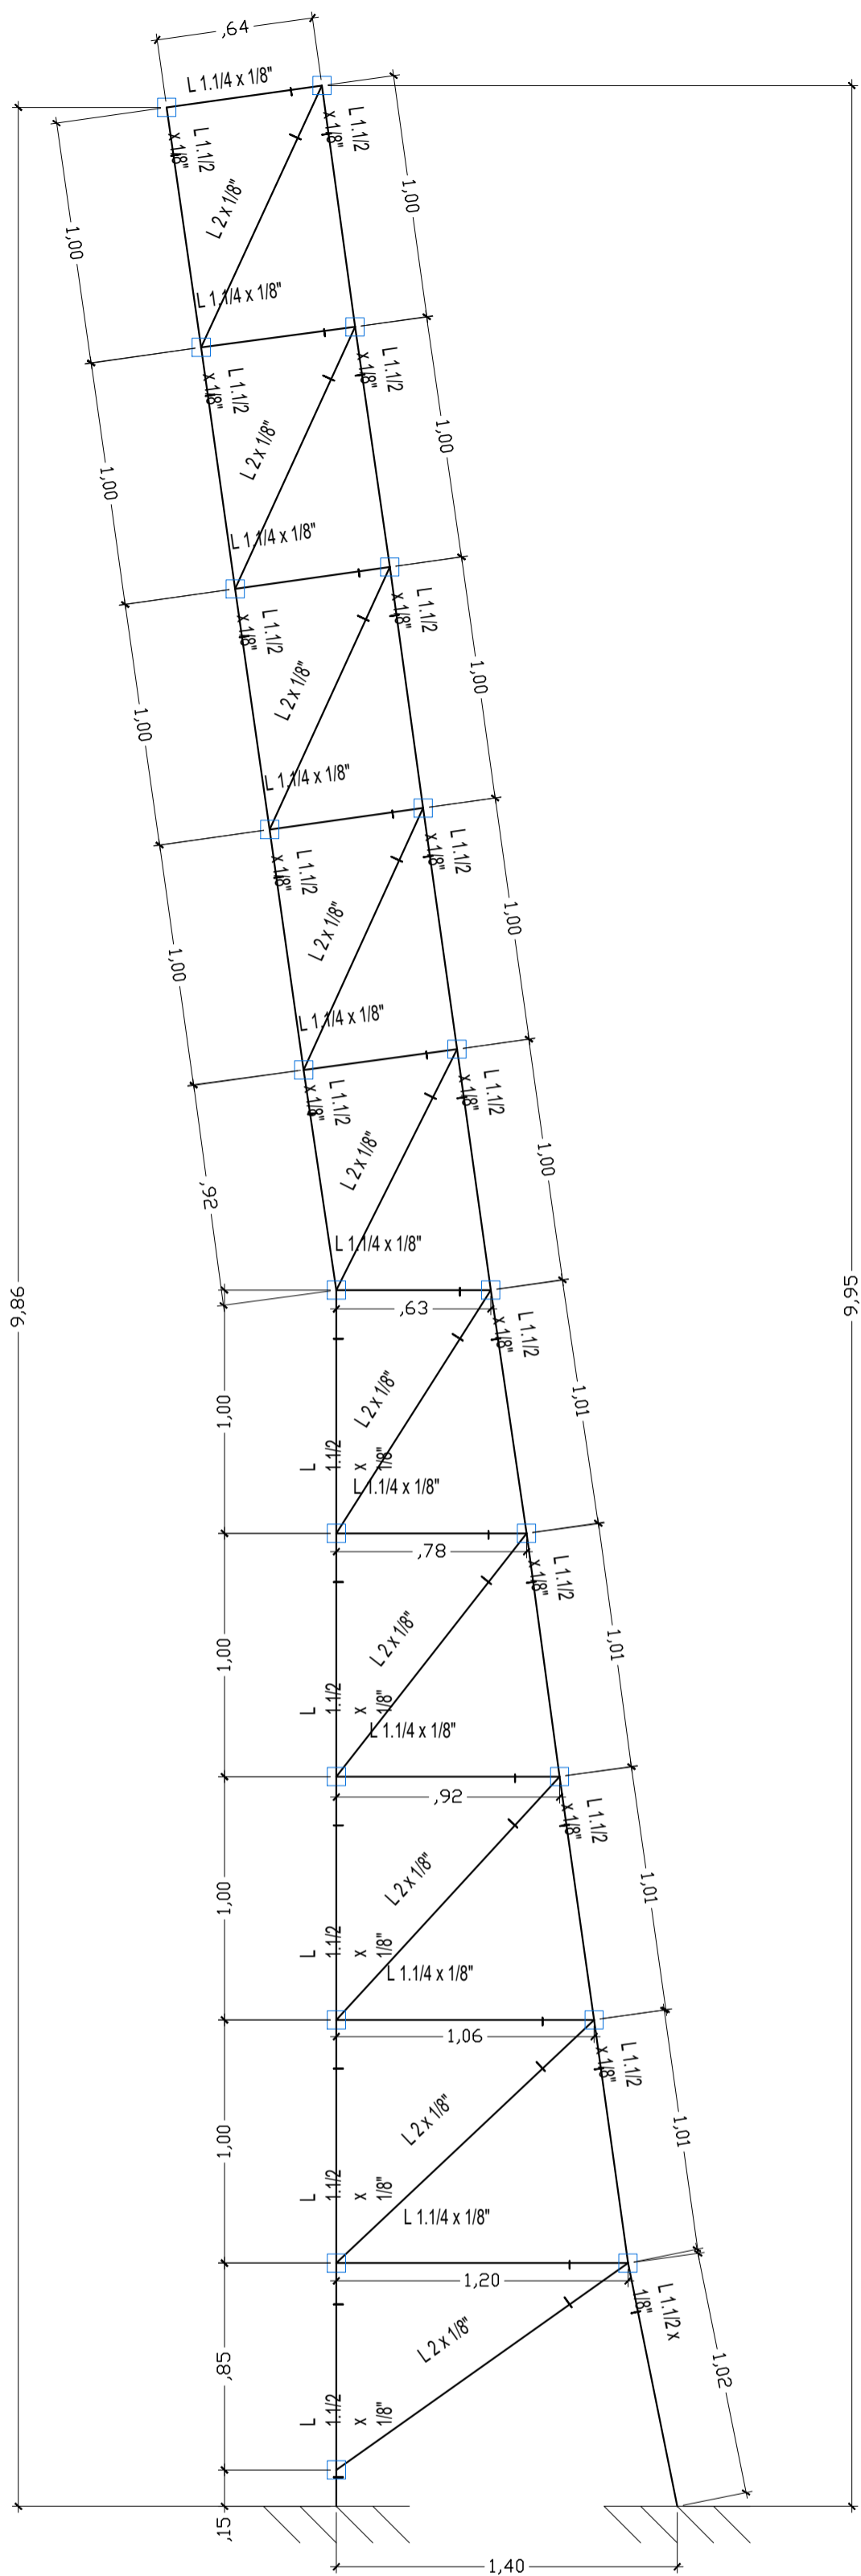 ,64
L 1.1/4 x 1/8"
L 1.1/2
x 1/8"
L 1.1/2
x 1/8"
L 2 x 1/8"
1,00
1,00
L 1.1/4 x 1/8"
L 1.1/2
x 1/8"
L 1.1/2
x 1/8"
L 2 x 1/8"
1,00
1,00
L 1.1/4 x 1/8"
L 1.1/2
x 1/8"
L 1.1/2
x 1/8"
L 2 x 1/8"
1,00
1,00
L 1.1/4 x 1/8"
L 1.1/2
x 1/8"
L 1.1/2
x 1/8"
L 2 x 1/8"
1,00
1,00
L 1.1/4 x 1/8"
L 1.1/2
x 1/8"
L 1.1/2
x 1/8"
L 2 x 1/8"
,92
1,00
L 1.1/4 x 1/8"
9,86
9,95
,63
L 1.1/2
x 1/8"
L 2 x 1/8"
1,00
1,01
L
1.1/2
x
1/8"
L 1.1/4 x 1/8"
,78
L 1.1/2
x 1/8"
L 2 x 1/8"
1,00
1,01
L
1.1/2
x
1/8"
L 1.1/4 x 1/8"
,92
L 1.1/2
x 1/8"
L 2 x 1/8"
1,00
1,01
L
1.1/2
x
1/8"
L 1.1/4 x 1/8"
1,06
L 1.1/2
x 1/8"
L 2 x 1/8"
1,00
1,01
L
1.1/2
x
1/8"
L 1.1/4 x 1/8"
1,20
L 1.1/2 x
1/8"
L 2 x 1/8"
,85
1,02
L
1.1/2
x
1/8"
,15
1,40